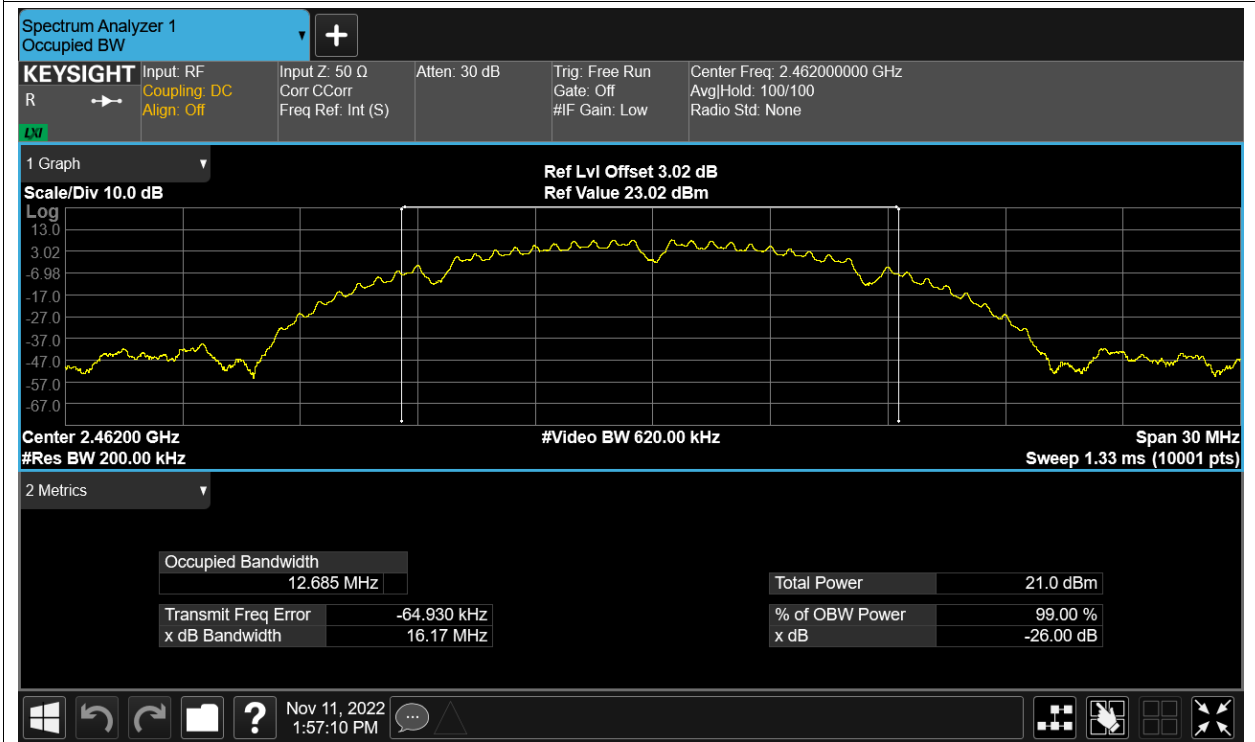 Spectrum Analyzer 1
Occupied BW
KEYSIGHT
R
LXI
Input: RF
Coupling: DC
Align: Off
Input Z: 50 Ω
Corr CCorr
Freq Ref: Int (S)
Atten: 30 dB
Trig: Free Run
Gate: Off
#IF Gain: Low
Center Freq: 2.462000000 GHz
Avg|Hold: 100/100
Radio Std: None
1 Graph
Scale/Div 10.0 dB
Ref Lvl Offset 3.02 dB
Ref Value 23.02 dBm
Log
13.0
3.02
-6.98
-17.0
-27.0
-37.0
-47.0
-57.0
-67.0
Center 2.46200 GHz
#Res BW 200.00 kHz
#Video BW 620.00 kHz
Span 30 MHz
Sweep 1.33 ms (10001 pts)
2 Metrics
Occupied Bandwidth
12.685 MHz
Transmit Freq Error -64.930 kHz
x dB Bandwidth 16.17 MHz
Total Power 21.0 dBm
% of OBW Power 99.00 %
x dB -26.00 dB
?
Nov 11, 2022
1:57:10 PM